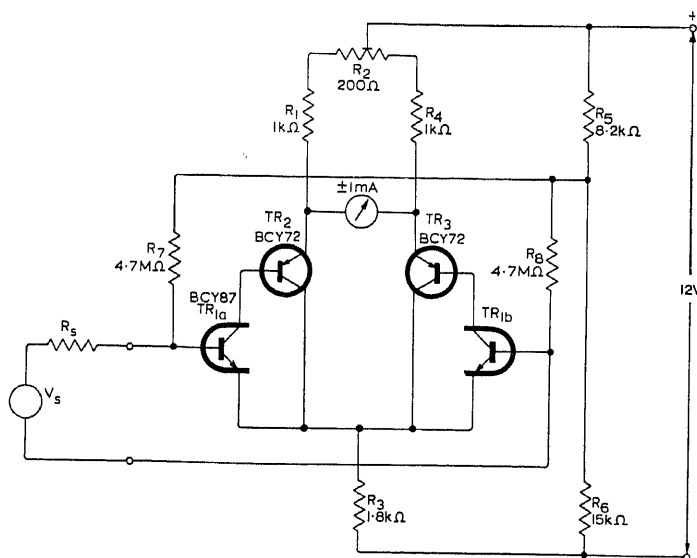 +
R2
200Ω
R1
1kΩ
R4
1kΩ
R5
8·2kΩ
±1mA
TR2
BCY72
TR3
BCY72
R7
4·7MΩ
R8
4·7MΩ
12V
BCY87
TR1a
TR1b
Rs
Vs
R3
1·8kΩ
R6
15kΩ